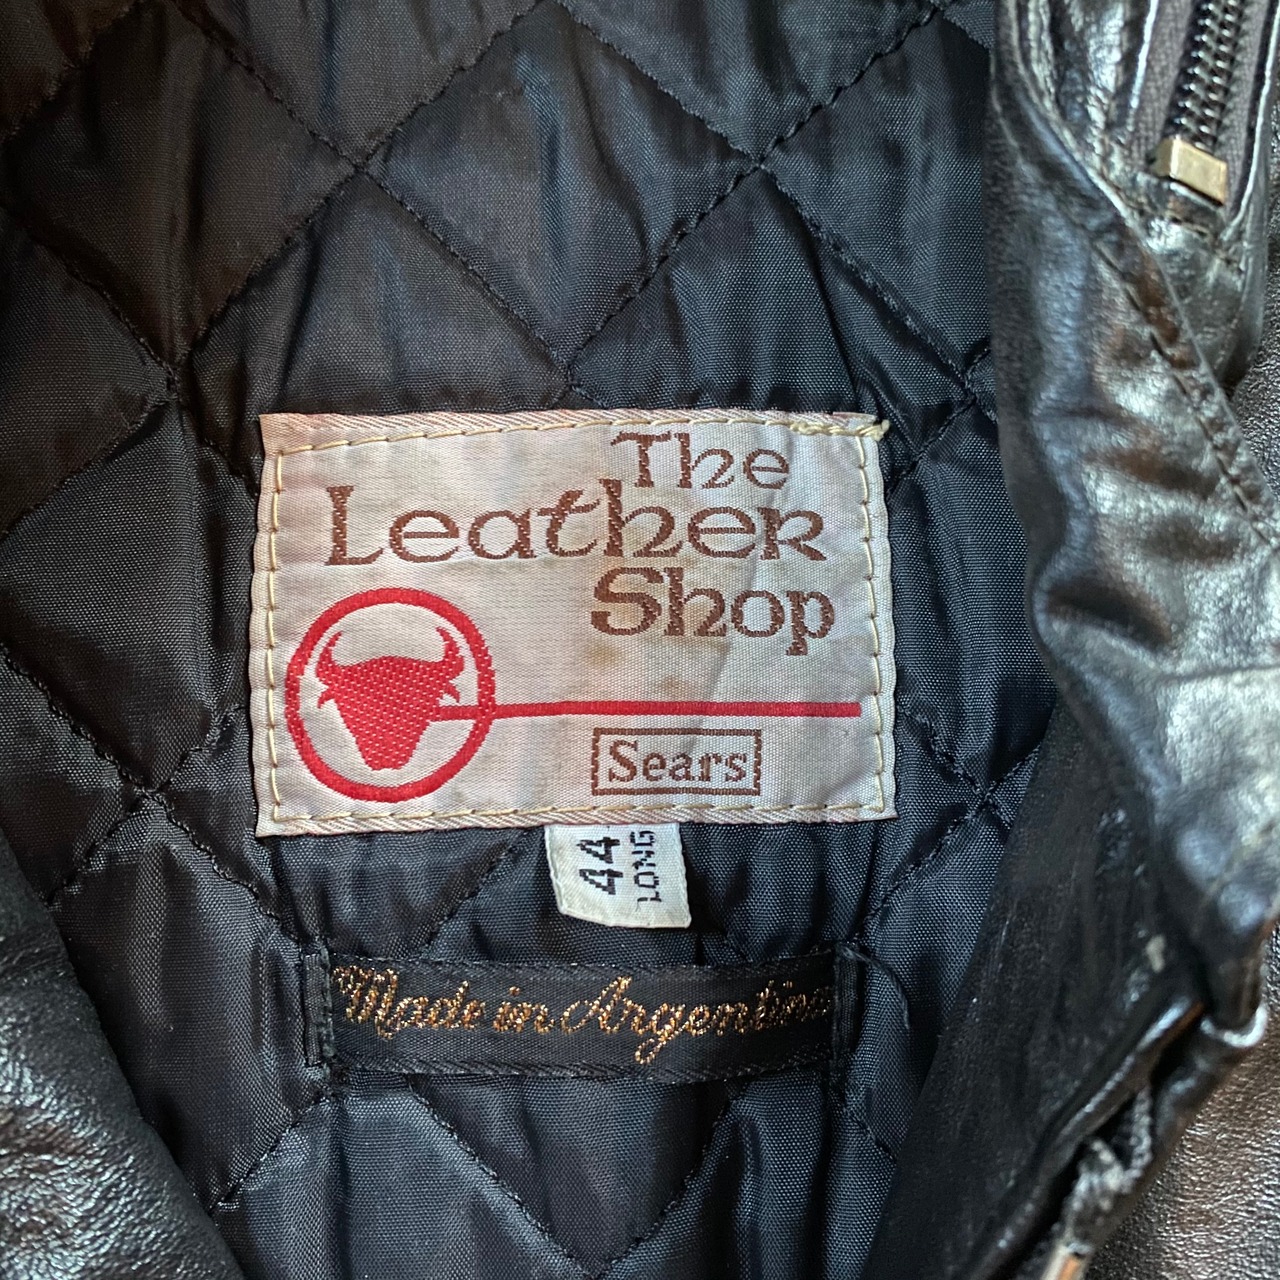 The
Leather
Shop
Sears
44
LONG
Made in Argentina